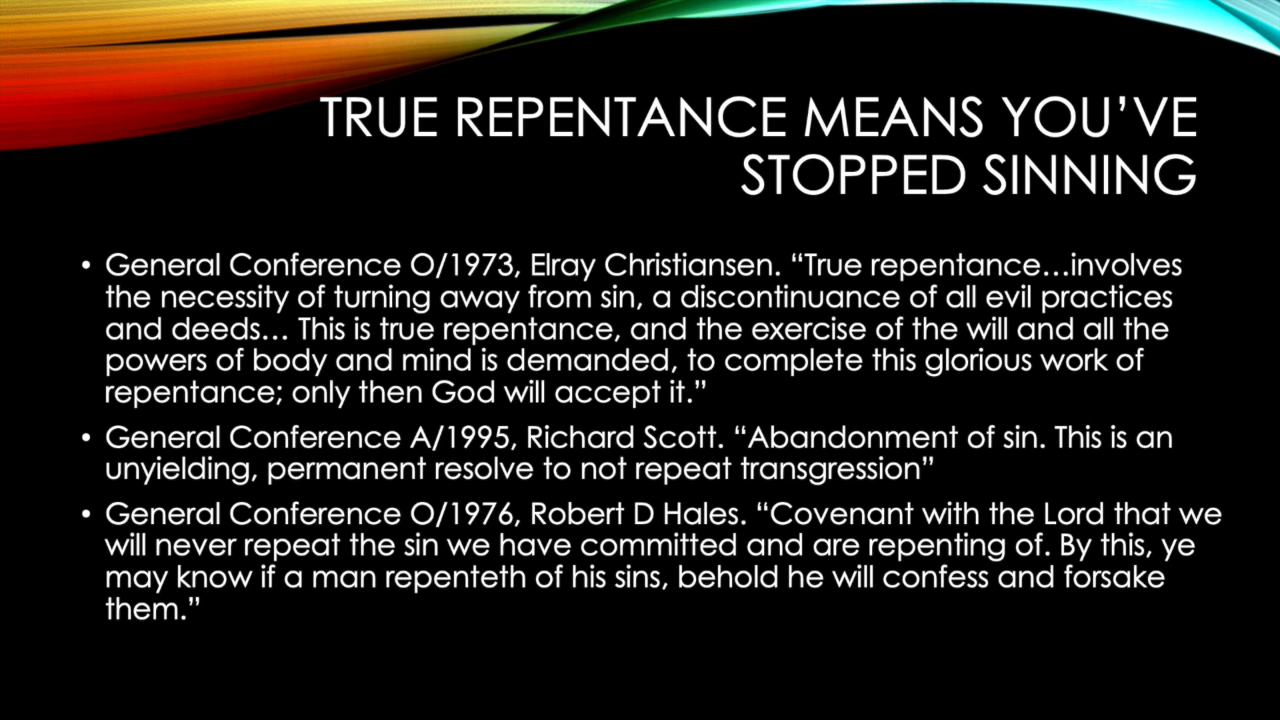 TRUE REPENTANCE MEANS YOU’VE
STOPPED SINNING
• General Conference O/1973, Elray Christiansen. “True repentance…involves
the necessity of turning away from sin, a discontinuance of all evil practices
and deeds… This is true repentance, and the exercise of the will and all the
powers of body and mind is demanded, to complete this glorious work of
repentance; only then God will accept it.”
• General Conference A/1995, Richard Scott. “Abandonment of sin. This is an
unyielding, permanent resolve to not repeat transgression”
• General Conference O/1976, Robert D Hales. “Covenant with the Lord that we
will never repeat the sin we have committed and are repenting of. By this, ye
may know if a man repenteth of his sins, behold he will confess and forsake
them.”